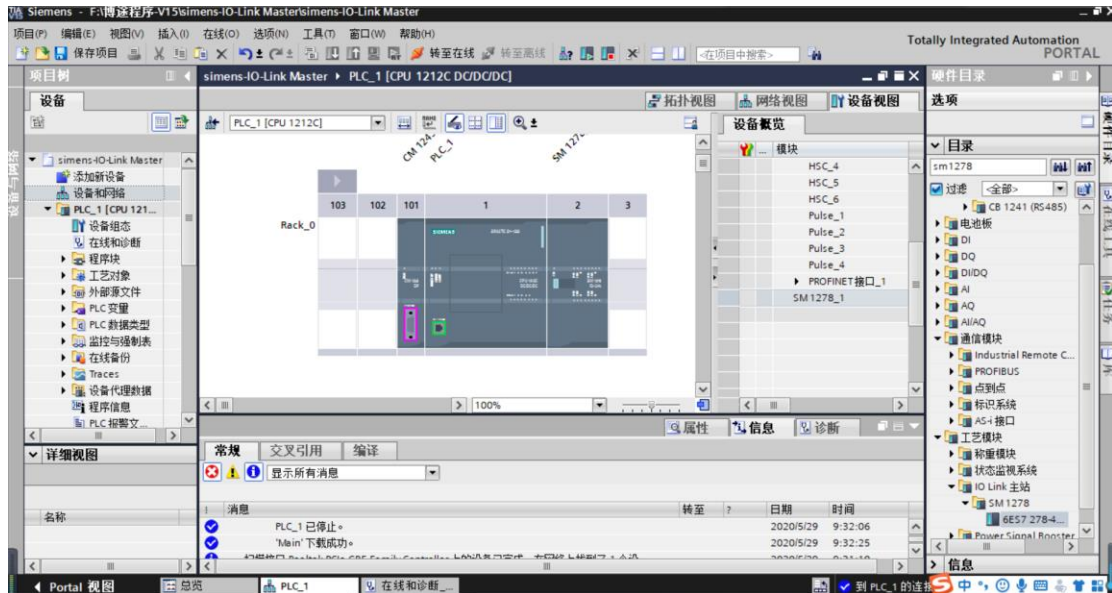 Siemens - F:\博途程序-V15\simens-IO-Link Master\simens-IO-Link Master
项目(P) 编辑(E) 视图(V) 插入(I) 在线(O) 选项(N) 工具(T) 窗口(W) 帮助(H)
Totally Integrated Automation
PORTAL
保存项目 转至在线 转至离线 <在项目中搜索>
项目树
设备
simens-IO-Link Master
添加新设备
设备和网络
PLC_1 [CPU 121...
设备组态
在线和诊断
程序块
工艺对象
外部源文件
PLC 变量
PLC 数据类型
监控与强制表
在线备份
Traces
设备代理数据
程序信息
PLC 报警文...
详细视图
名称
simens-IO-Link Master ▸ PLC_1 [CPU 1212C DC/DC/DC]
拓扑视图 网络视图 设备视图
PLC_1 [CPU 1212C]
CM 124... PLC_1 SM 127...
103 102 101 1 2 3
Rack_0
SIEMENS
100%
设备概览
... 模块
HSC_4
HSC_5
HSC_6
Pulse_1
Pulse_2
Pulse_3
Pulse_4
PROFINET接口_1
SM 1278_1
属性 信息 诊断
常规 交叉引用 编译
显示所有消息
! 消息 转至 ? 日期 时间
PLC_1 已停止。 2020/5/29 9:32:06
'Main' 下载成功。 2020/5/29 9:32:25
硬件目录
选项
目录
sm1278
过滤 <全部>
CB 1241 (RS485)
电池板
DI
DQ
DI/DQ
AI
AQ
AI/AQ
通信模块
Industrial Remote C...
PROFIBUS
点到点
标识系统
AS-i 接口
工艺模块
称重模块
状态监视系统
IO Link 主站
SM 1278
6ES7 278-4...
Power Signal Booster
信息
Portal 视图 总览 PLC_1 在线和诊断_... 到 PLC_1 的连接
中